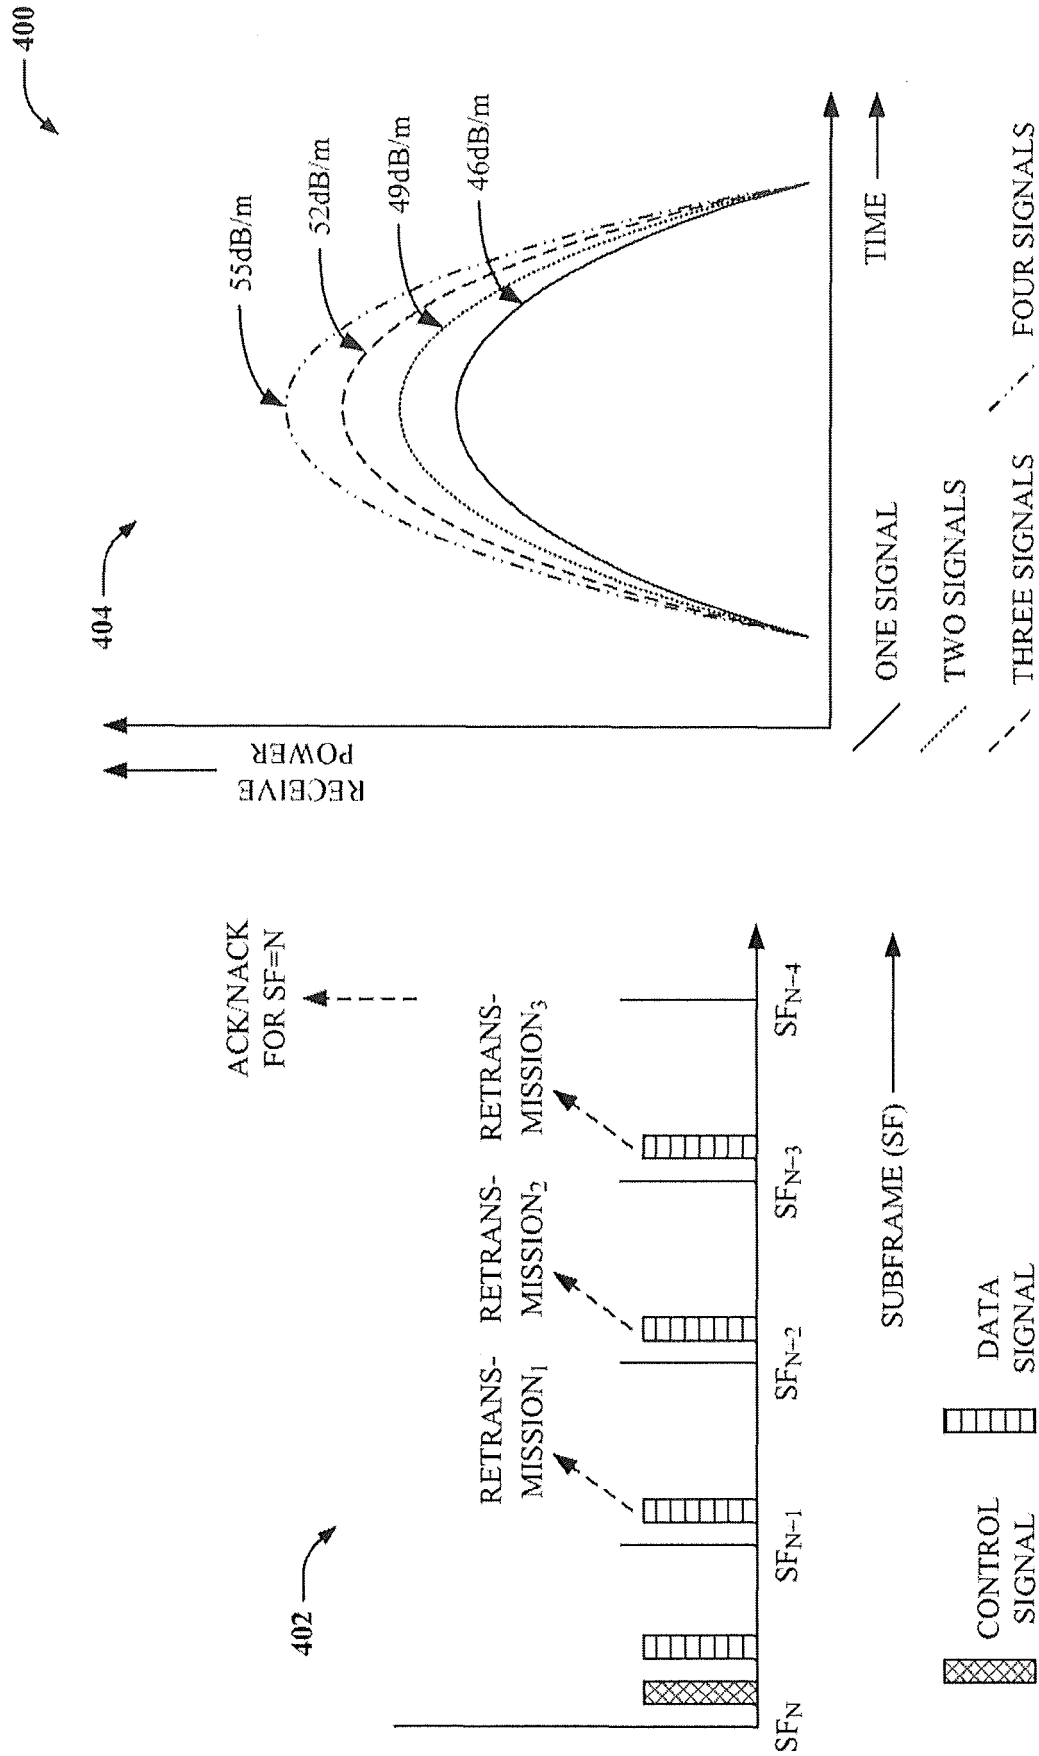 400
402
ACK/NACK
FOR SF=N
RETRANS-
MISSION1
RETRANS-
MISSION2
RETRANS-
MISSION3
SFN
SFN-1
SFN-2
SFN-3
SFN-4
SUBFRAME (SF)
CONTROL
SIGNAL
DATA
SIGNAL
404
RECEIVE
POWER
55dB/m
52dB/m
49dB/m
46dB/m
TIME
ONE SIGNAL
TWO SIGNALS
THREE SIGNALS
FOUR SIGNALS